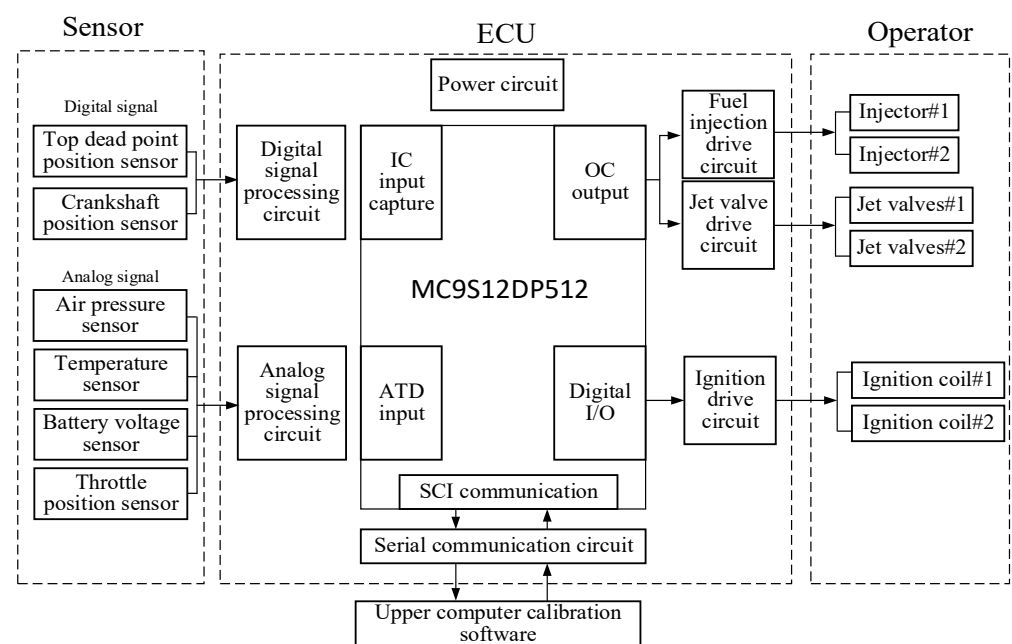 Sensor
Digital signal
Top dead point
position sensor
Crankshaft
position sensor
Analog signal
Air pressure
sensor
Temperature
sensor
Battery voltage
sensor
Throttle
position sensor
ECU
Power circuit
Digital
signal
processing
circuit
IC
input
capture
OC
output
Fuel
injection
drive
circuit
Jet valve
drive
circuit
MC9S12DP512
Analog
signal
processing
circuit
ATD
input
Digital
I/O
Ignition
drive
circuit
SCI communication
Serial communication circuit
Upper computer calibration
software
Operator
Injector#1
Injector#2
Jet valves#1
Jet valves#2
Ignition coil#1
Ignition coil#2